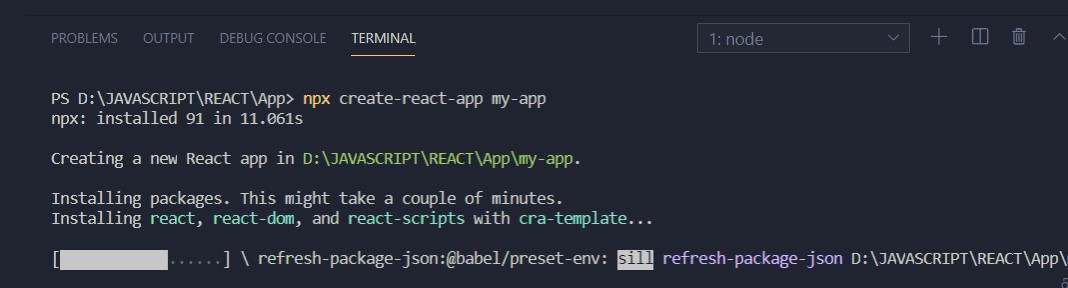 PROBLEMS OUTPUT DEBUG CONSOLE TERMINAL 1: node
PS D:\JAVASCRIPT\REACT\App> npx create-react-app my-app
npx: installed 91 in 11.061s
Creating a new React app in D:\JAVASCRIPT\REACT\App\my-app.
Installing packages. This might take a couple of minutes.
Installing react, react-dom, and react-scripts with cra-template...
[ ......] \ refresh-package-json:@babel/preset-env: sill refresh-package-json D:\JAVASCRIPT\REACT\App\